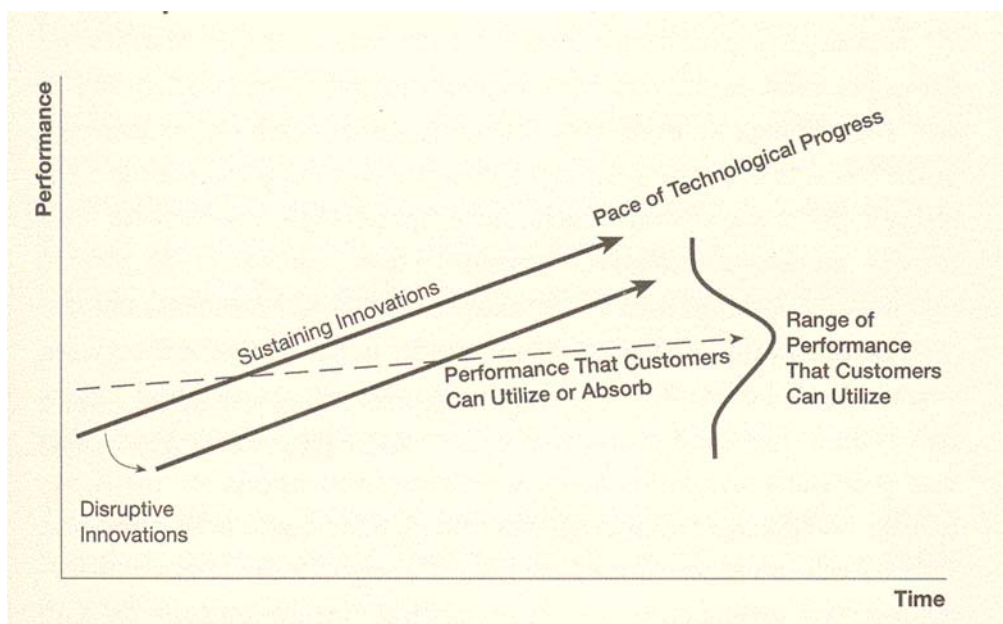 Performance
Pace of Technological Progress
Sustaining Innovations
Performance That Customers
Can Utilize or Absorb
Range of
Performance
That Customers
Can Utilize
Disruptive
Innovations
Time